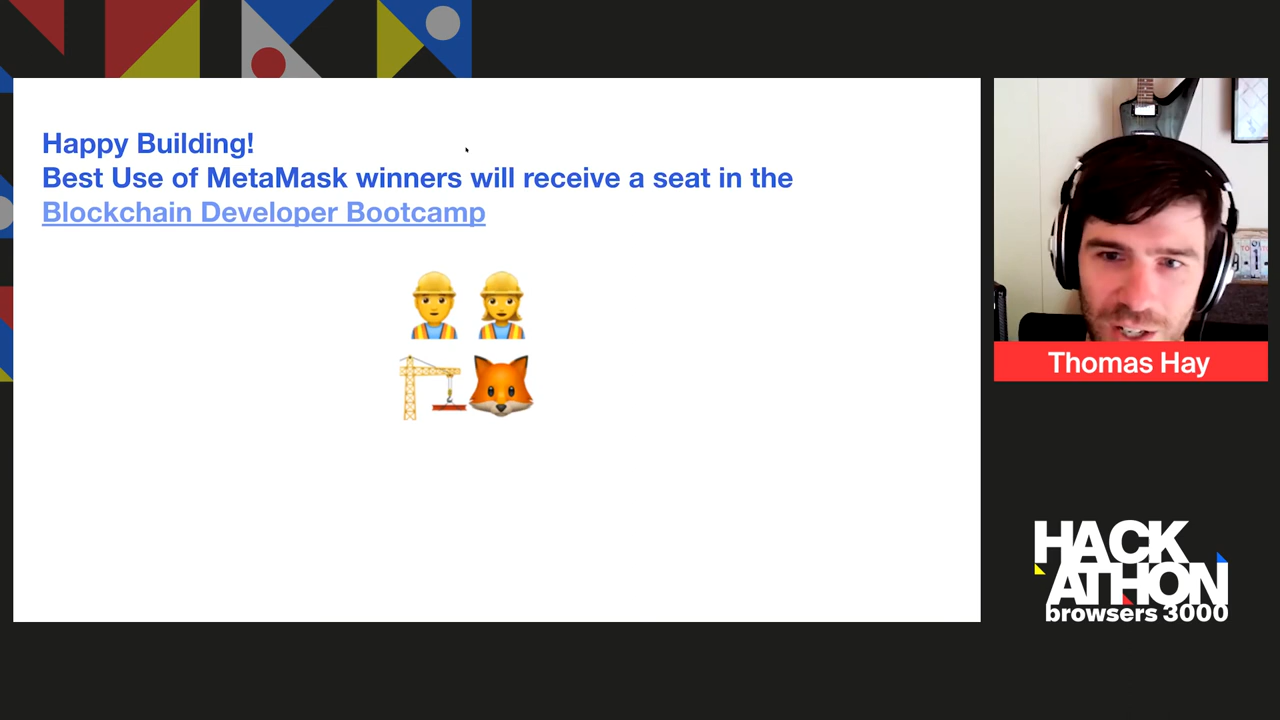 Happy Building!
Best Use of MetaMask winners will receive a seat in the
Blockchain Developer Bootcamp
Thomas Hay
HACK
ATHON
browsers 3000